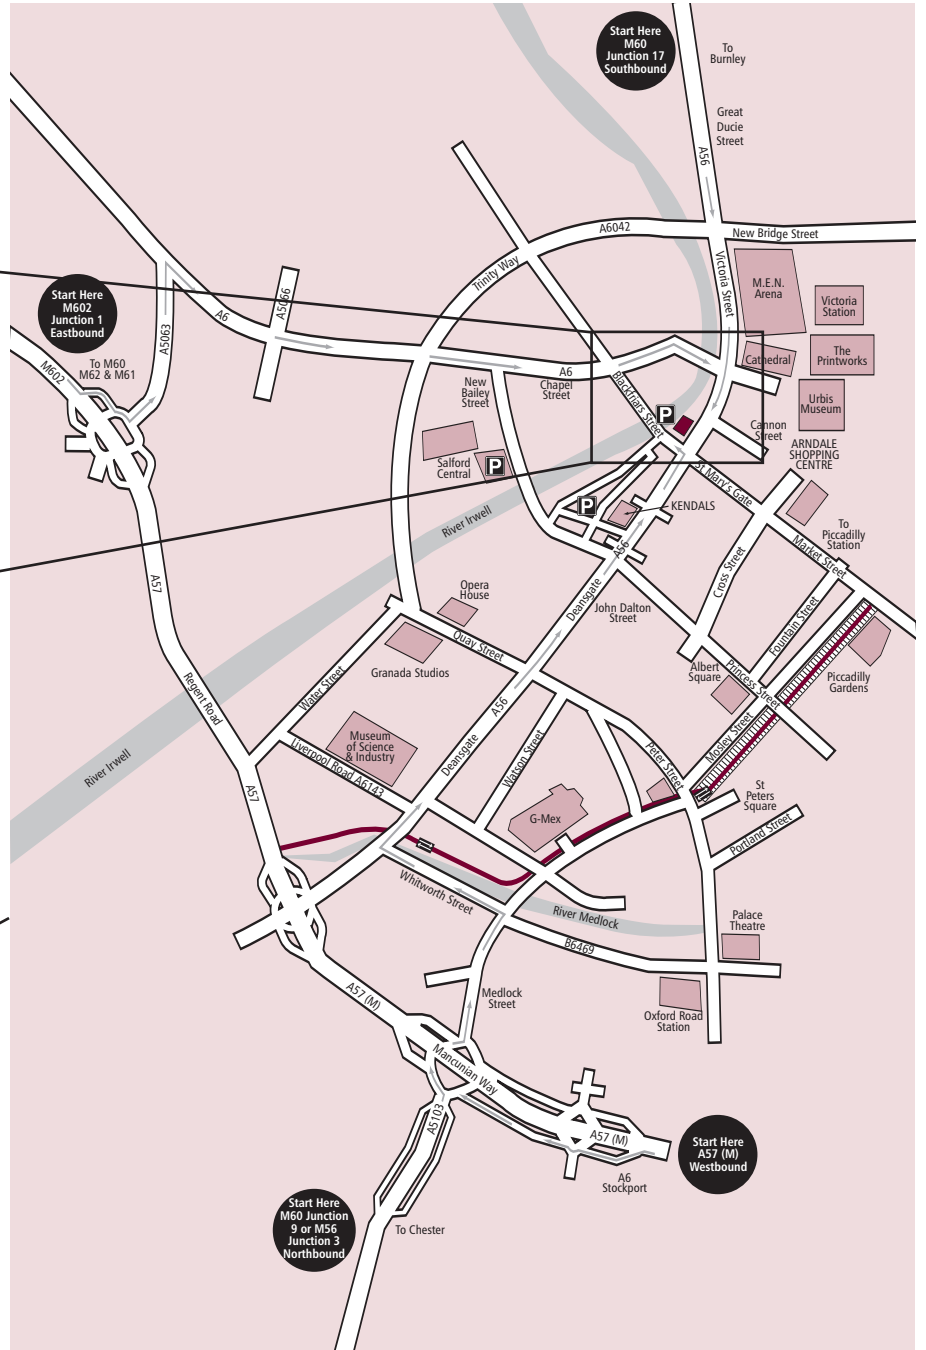 Start Here
M60
Junction 17
Southbound
To
Burnley
Great
Ducie
Street
A56
A6042
New Bridge Street
Trinity Way
Victoria Street
M.E.N.
Arena
Victoria
Station
Start Here
M602
Junction 1
Eastbound
A5066
A6
A5063
To M60
M62 & M61
M602
Cathedral
The
Printworks
A6
Chapel
Street
New
Bailey
Street
Blackfriars Street
Urbis
Museum
P
Cannon
Street
ARNDALE
SHOPPING
CENTRE
Salford
Central
P
St Mary's Gate
P
KENDALS
River Irwell
To
Piccadilly
Station
Market Street
A56
Cross Street
A57
Opera
House
Deansgate
John Dalton
Street
Fountain Street
Quay Street
Granada Studios
Albert
Square
Princess Street
Piccadilly
Gardens
Water Street
Regent Road
A56
Mosley Street
Museum
of Science
& Industry
Deansgate
Watson Street
Peter Street
River Irwell
Liverpool Road A6143
A57
St
Peters
Square
G-Mex
Portland Street
Whitworth Street
River Medlock
Palace
Theatre
B6469
A57 (M)
Medlock
Street
Oxford Road
Station
Mancunian Way
A5103
A57 (M)
Start Here
A57 (M)
Westbound
A6
Stockport
Start Here
M60 Junction
9 or M56
Junction 3
Northbound
To Chester